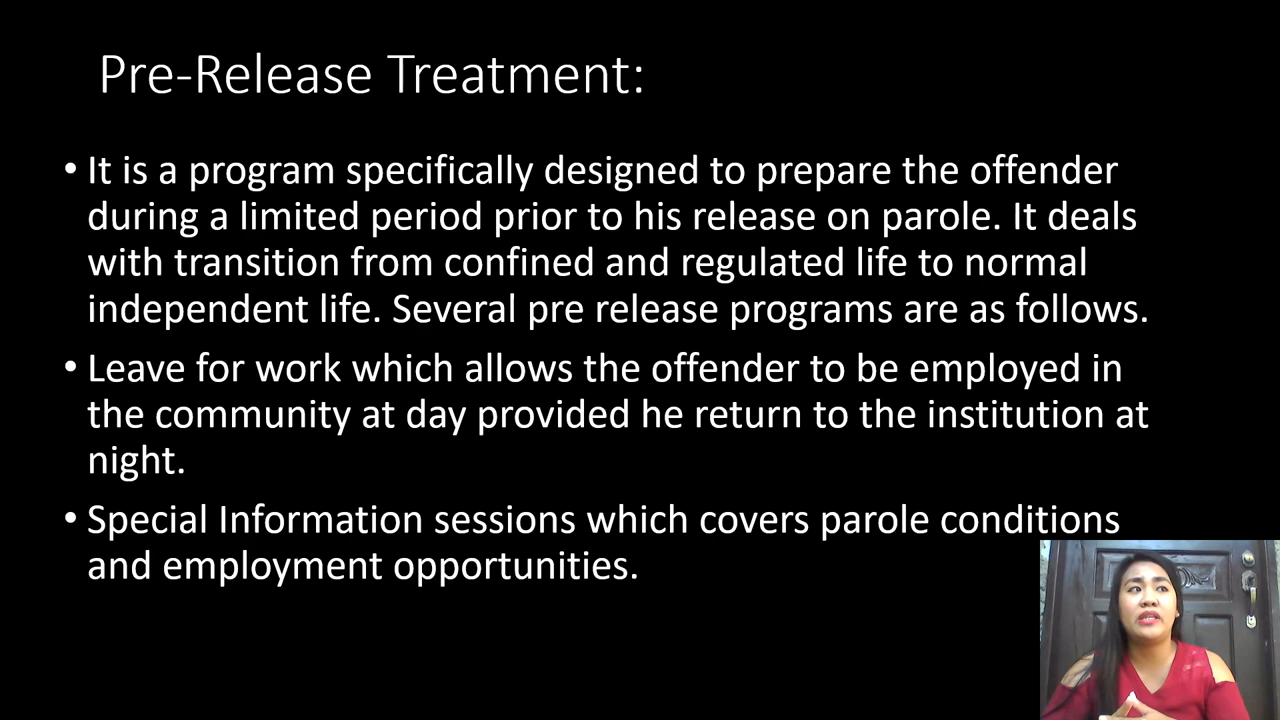 Pre-Release Treatment:
• It is a program specifically designed to prepare the offender
during a limited period prior to his release on parole. It deals
with transition from confined and regulated life to normal
independent life. Several pre release programs are as follows.
• Leave for work which allows the offender to be employed in
the community at day provided he return to the institution at
night.
• Special Information sessions which covers parole conditions
and employment opportunities.